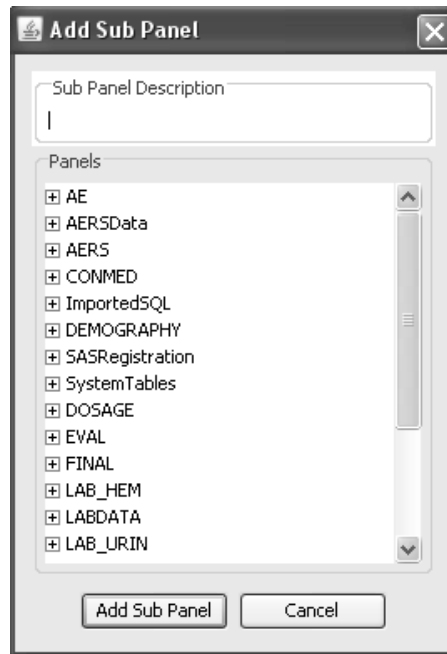 Add Sub Panel
Sub Panel Description
Panels
AE
AERSData
AERS
CONMED
ImportedSQL
DEMOGRAPHY
SASRegistration
SystemTables
DOSAGE
EVAL
FINAL
LAB_HEM
LABDATA
LAB_URIN
Add Sub Panel Cancel